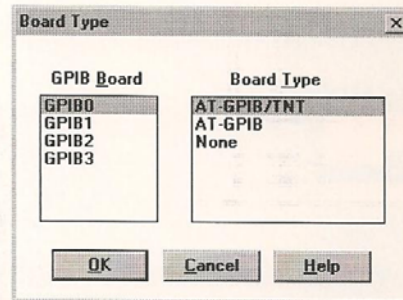 Board Type
GPIB Board
GPIB0
GPIB1
GPIB2
GPIB3
Board Type
AT-GPIB/TNT
AT-GPIB
None
OK
Cancel
Help